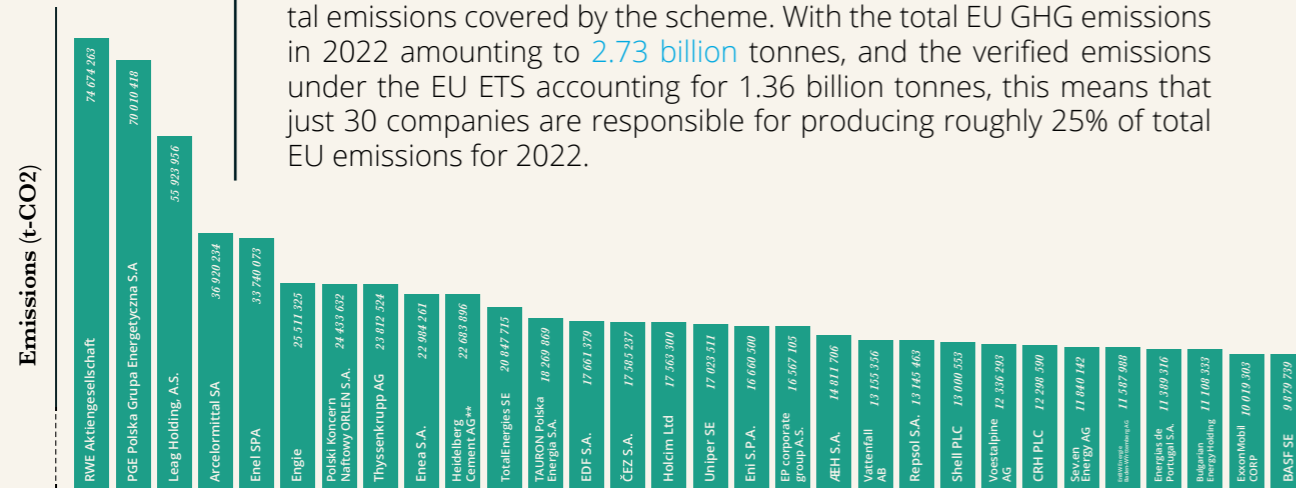 tal emissions covered by the scheme. With the total EU GHG emissions
in 2022 amounting to 2.73 billion tonnes, and the verified emissions
under the EU ETS accounting for 1.36 billion tonnes, this means that
just 30 companies are responsible for producing roughly 25% of total
EU emissions for 2022.
Emissions (t-CO2)
RWE Aktiengesellschaft
74 674 263
PGE Polska Grupa Energetyczna S.A
70 010 418
Leag Holding, A.S.
55 923 956
Arcelormittal SA
36 920 234
Enel SPA
33 740 073
Engie
25 511 325
Polski Koncern
Naftowy ORLEN S.A.
24 433 632
Thyssenkrupp AG
23 812 524
Enea S.A.
22 984 261
Heidelberg
Cement AG**
22 683 896
TotalEnergies SE
20 847 715
TAURON Polska
Energia S.A.
18 269 869
EDF S.A.
17 661 379
ČEZ S.A.
17 585 237
Holcim Ltd
17 563 300
Uniper SE
17 023 511
Eni S.P.A.
16 660 500
EP corporate
group A.S.
16 567 105
ÆEH S.A.
14 811 706
Vattenfall
AB
13 155 356
Repsol S.A.
13 145 463
Shell PLC
13 000 553
Voestalpine
AG
12 336 293
CRH PLC
12 298 590
Sev.en
Energy AG
11 840 142
11 587 908
Energias de
Portugal S.A.
11 389 316
Bulgarian
Energy Holding
11 108 333
ExxonMobil
CORP
10 019 303
BASF SE
9 879 739